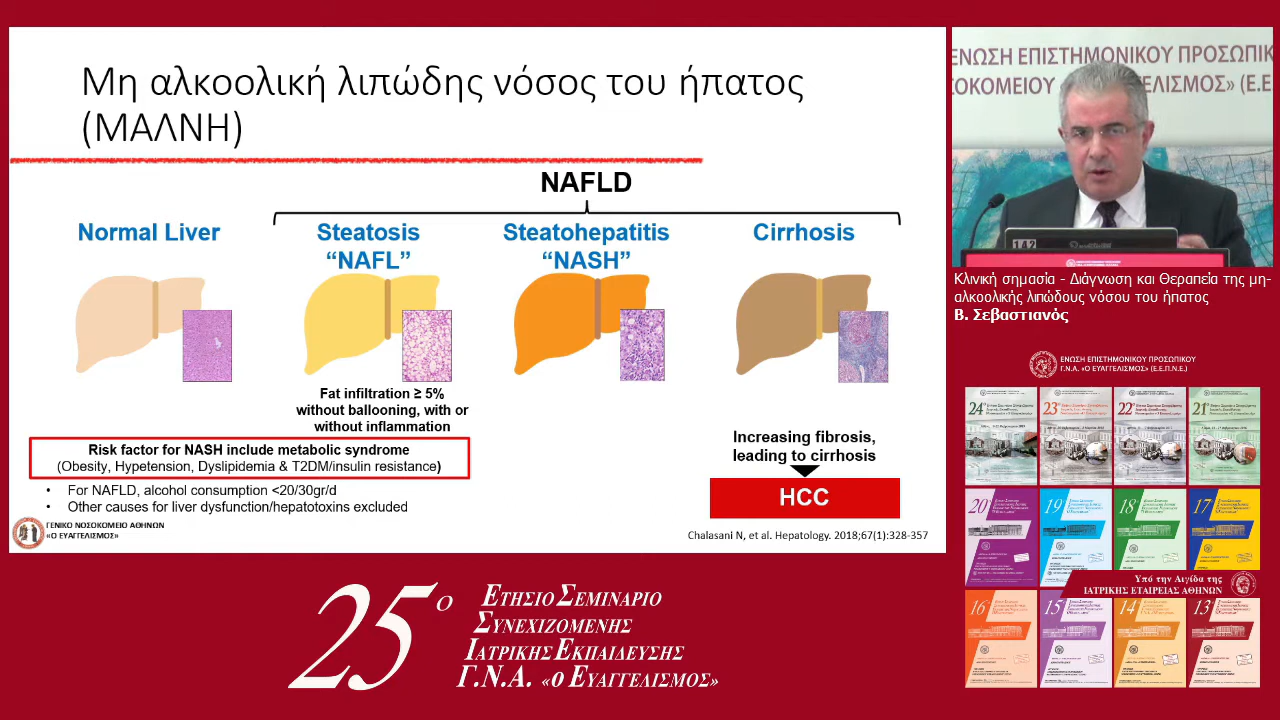 Μη αλκοολική λιπώδης νόσος του ήπατος
(ΜΑΛΝΗ)
NAFLD
Normal Liver
Steatosis
“NAFL”
Steatohepatitis
“NASH”
Cirrhosis
Fat infiltration ≥ 5%
without ballooning, with or
without inflammation
Risk factor for NASH include metabolic syndrome
(Obesity, Hypetension, Dyslipidemia & T2DM/insulin resistance)
• For NAFLD, alcohol consumption <20/30gr/d
• Other causes for liver dysfunction/hepatotoxins excluded
Increasing fibrosis,
leading to cirrhosis
HCC
ΓΕΝΙΚΟ ΝΟΣΟΚΟΜΕΙΟ ΑΘΗΝΩΝ
«Ο ΕΥΑΓΓΕΛΙΣΜΟΣ»
Chalasani N, et al. Hepatology. 2018;67(1):328-357
ΕΝΩΣΗ ΕΠΙΣΤΗΜΟΝΙΚΟΥ ΠΡΟΣΩΠΙΚ
ΣΟΚΟΜΕΙΟΥ ΕΛΙΣΜΟΣ» (Ε.Ε
142
Κλινική σημασία - Διάγνωση και Θεραπεία της μη-
αλκοολικής λιπώδους νόσου του ήπατος
Β. Σεβαστιανός
ΕΝΩΣΗ ΕΠΙΣΤΗΜΟΝΙΚΟΥ ΠΡΟΣΩΠΙΚΟΥ
Γ.Ν.Α. «Ο ΕΥΑΓΓΕΛΙΣΜΟΣ» (Ε.Ε.Π.Ν.Ε.)
24 23 22 21
20 19 18 17
Υπό την Αιγίδα της
ΙΑΤΡΙΚΗΣ ΕΤΑΙΡΕΙΑΣ ΑΘΗΝΩΝ
16 15 14 13
25ο
ΕΤΗΣΙΟ ΣΕΜΙΝΑΡΙΟ
ΣΥΝΕΧΙΖΟΜΕΝΗΣ
ΙΑΤΡΙΚΗΣ ΕΚΠΑΙΔΕΥΣΗΣ
Γ.Ν.Α. «Ο ΕΥΑΓΓΕΛΙΣΜΟΣ»